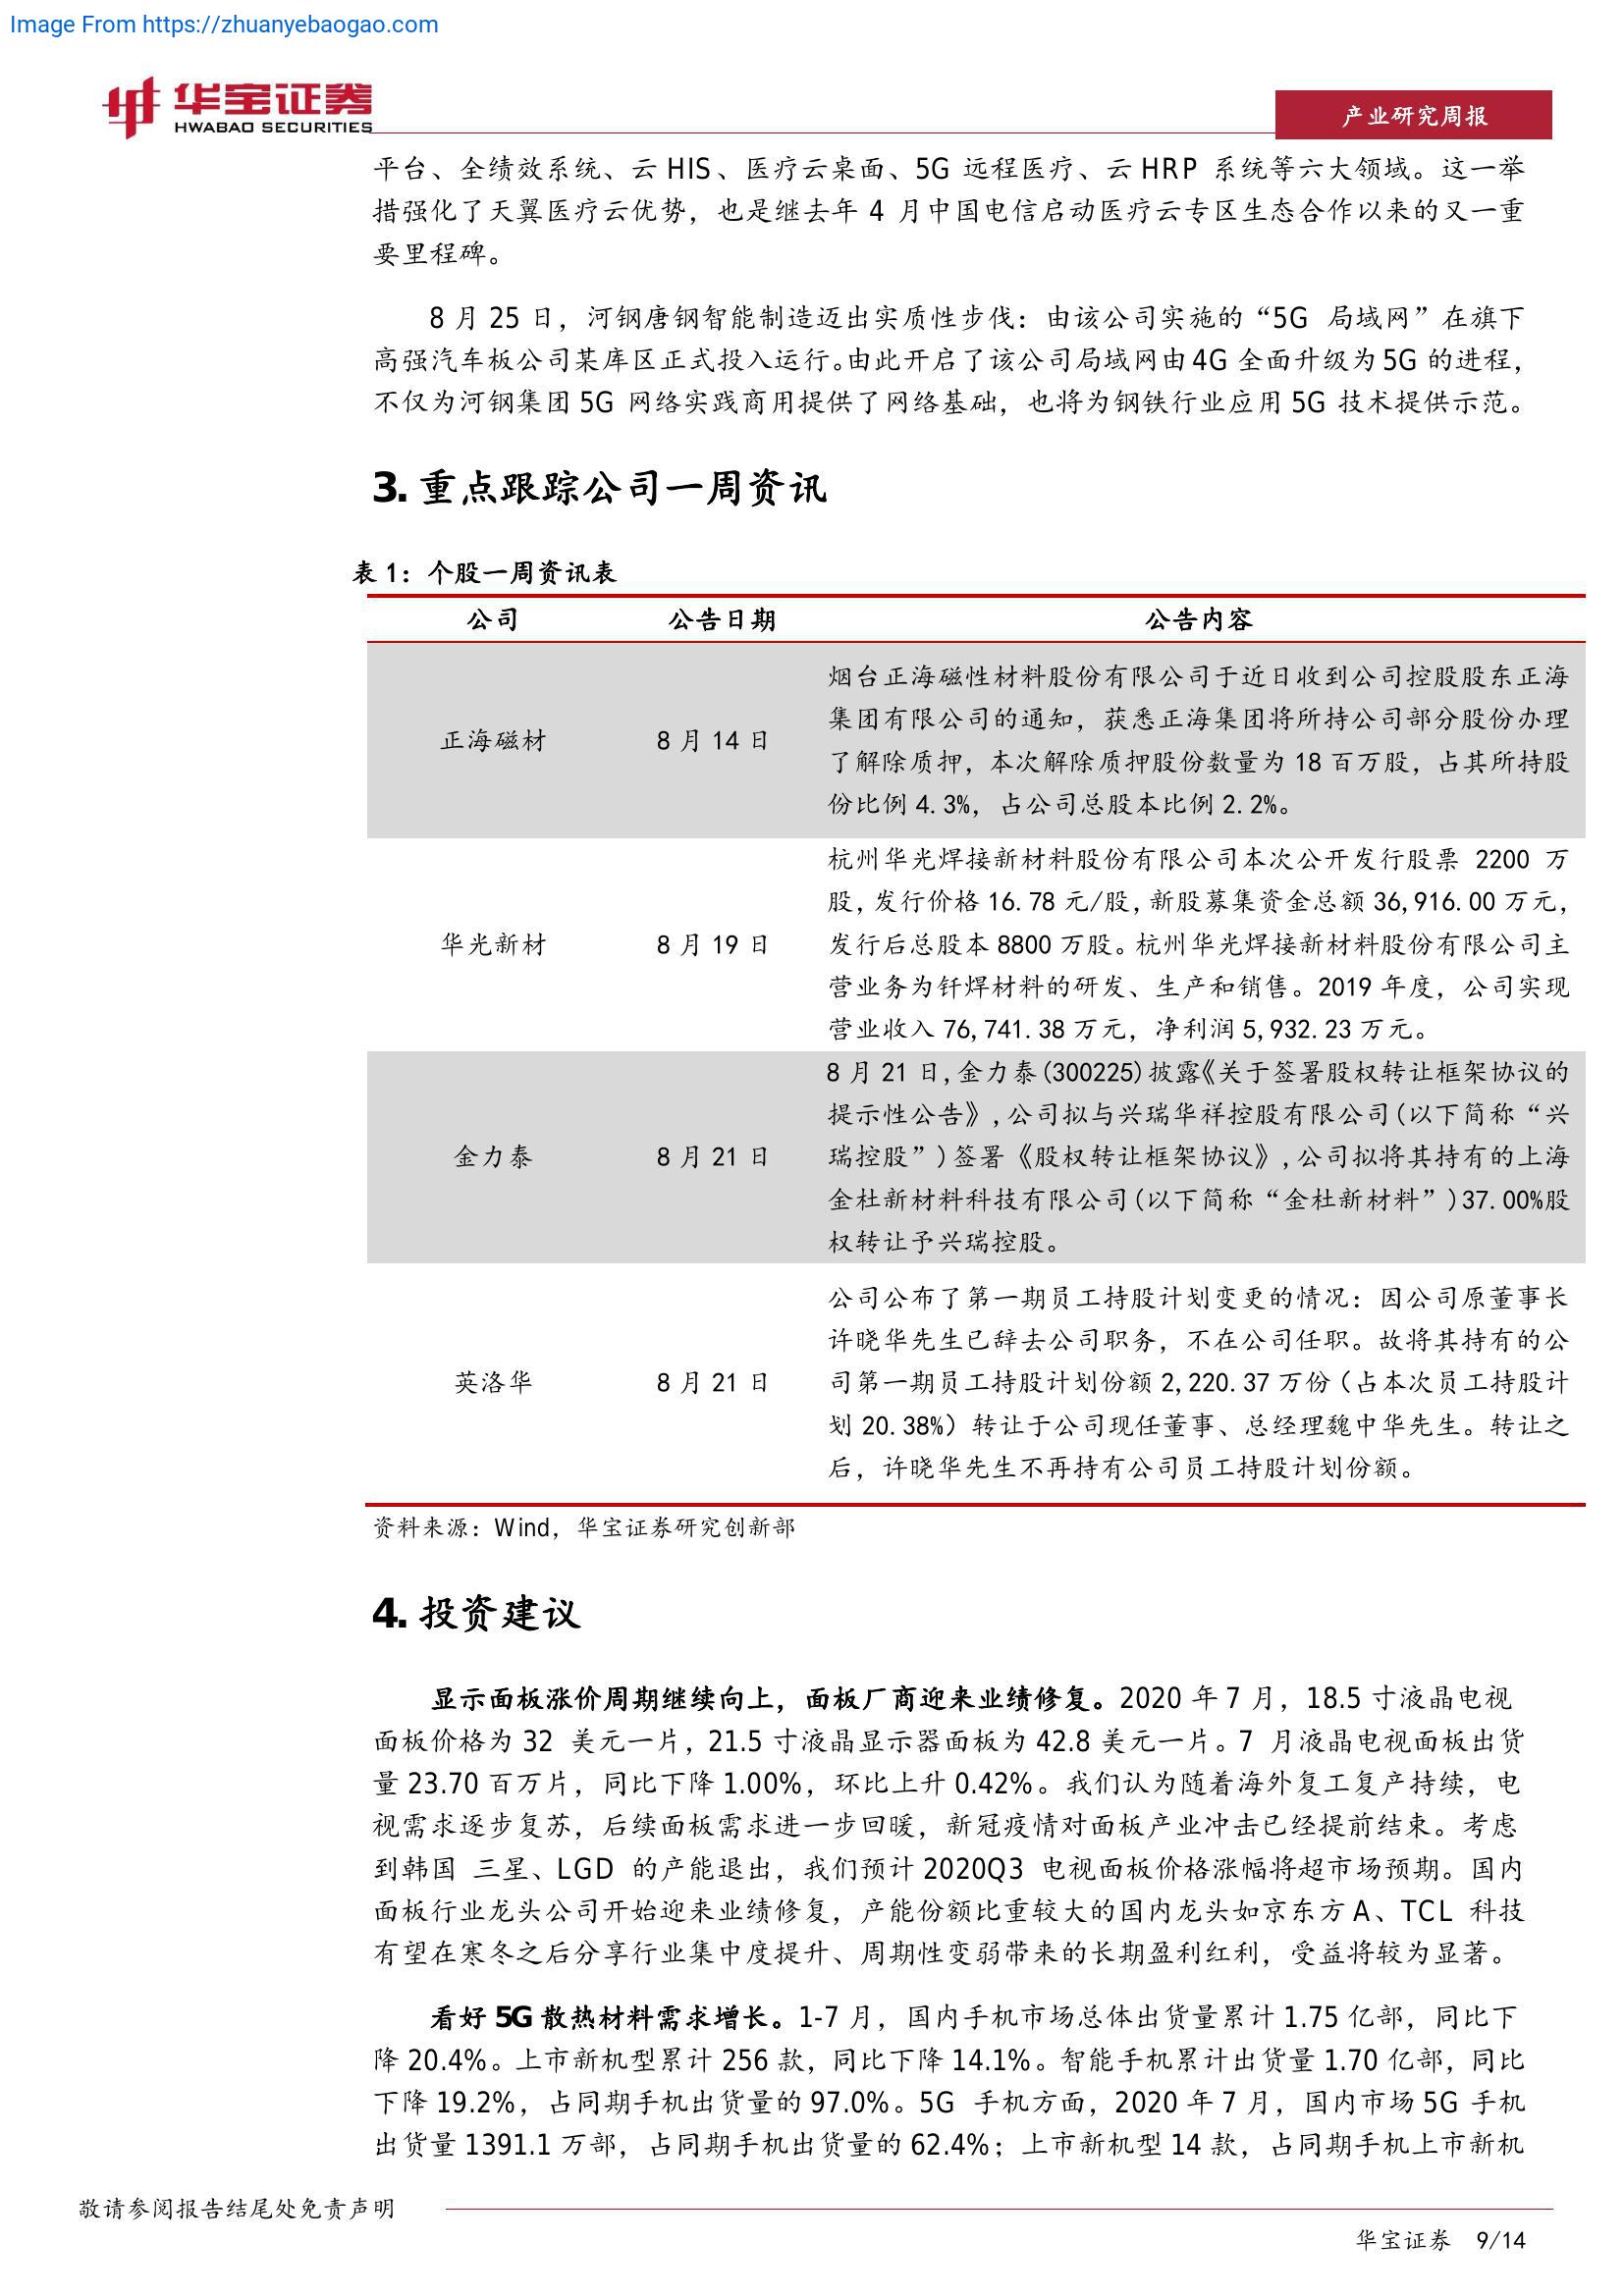 Image From https://zhuanyebaogao.com
华宝证券
HWABAO SECURITIES
产业研究周报
平台、全绩效系统、云 HIS、医疗云桌面、5G 远程医疗、云 HRP 系统等六大领域。这一举
措强化了天翼医疗云优势，也是继去年 4 月中国电信启动医疗云专区生态合作以来的又一重
要里程碑。
8 月 25 日，河钢唐钢智能制造迈出实质性步伐：由该公司实施的“5G 局域网”在旗下
高强汽车板公司某库区正式投入运行。由此开启了该公司局域网由 4G 全面升级为 5G 的进程，
不仅为河钢集团 5G 网络实践商用提供了网络基础，也将为钢铁行业应用 5G 技术提供示范。
3. 重点跟踪公司一周资讯
表 1：个股一周资讯表
公司 公告日期 公告内容
烟台正海磁性材料股份有限公司于近日收到公司控股股东正海
集团有限公司的通知，获悉正海集团将所持公司部分股份办理
正海磁材 8 月 14 日
了解除质押，本次解除质押股份数量为 18 百万股，占其所持股
份比例 4.3%，占公司总股本比例 2.2%。
杭州华光焊接新材料股份有限公司本次公开发行股票 2200 万
股，发行价格 16.78 元/股，新股募集资金总额 36,916.00 万元，
华光新材 8 月 19 日 发行后总股本 8800 万股。杭州华光焊接新材料股份有限公司主
营业务为钎焊材料的研发、生产和销售。2019 年度，公司实现
营业收入 76,741.38 万元，净利润 5,932.23 万元。
8 月 21 日,金力泰(300225)披露《关于签署股权转让框架协议的
提示性公告》,公司拟与兴瑞华祥控股有限公司(以下简称“兴
金力泰 8 月 21 日 瑞控股”)签署《股权转让框架协议》,公司拟将其持有的上海
金杜新材料科技有限公司(以下简称“金杜新材料”)37.00%股
权转让予兴瑞控股。
公司公布了第一期员工持股计划变更的情况：因公司原董事长
许晓华先生已辞去公司职务，不在公司任职。故将其持有的公
英洛华 8 月 21 日 司第一期员工持股计划份额 2,220.37 万份（占本次员工持股计
划 20.38%）转让于公司现任董事、总经理魏中华先生。转让之
后，许晓华先生不再持有公司员工持股计划份额。
资料来源：Wind，华宝证券研究创新部
4. 投资建议
显示面板涨价周期继续向上，面板厂商迎来业绩修复。2020 年 7 月，18.5 寸液晶电视
面板价格为 32 美元一片，21.5 寸液晶显示器面板为 42.8 美元一片。7 月液晶电视面板出货
量 23.70 百万片，同比下降 1.00%，环比上升 0.42%。我们认为随着海外复工复产持续，电
视需求逐步复苏，后续面板需求进一步回暖，新冠疫情对面板产业冲击已经提前结束。考虑
到韩国 三星、LGD 的产能退出，我们预计 2020Q3 电视面板价格涨幅将超市场预期。国内
面板行业龙头公司开始迎来业绩修复，产能份额比重较大的国内龙头如京东方 A、TCL 科技
有望在寒冬之后分享行业集中度提升、周期性变弱带来的长期盈利红利，受益将较为显著。
看好 5G 散热材料需求增长。1-7 月，国内手机市场总体出货量累计 1.75 亿部，同比下
降 20.4%。上市新机型累计 256 款，同比下降 14.1%。智能手机累计出货量 1.70 亿部，同比
下降 19.2%，占同期手机出货量的 97.0%。5G 手机方面，2020 年 7 月，国内市场 5G 手机
出货量 1391.1 万部，占同期手机出货量的 62.4%；上市新机型 14 款，占同期手机上市新机
敬请参阅报告结尾处免责声明
华宝证券 9/14